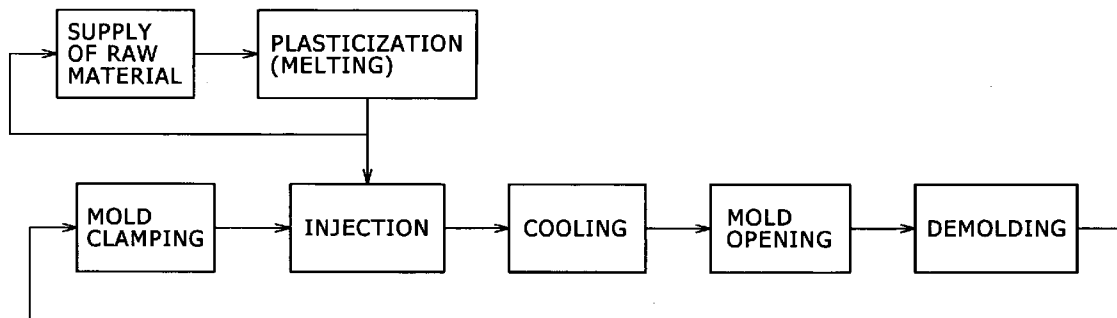 SUPPLY
OF RAW
MATERIAL
PLASTICIZATION
(MELTING)
MOLD
CLAMPING
INJECTION
COOLING
MOLD
OPENING
DEMOLDING